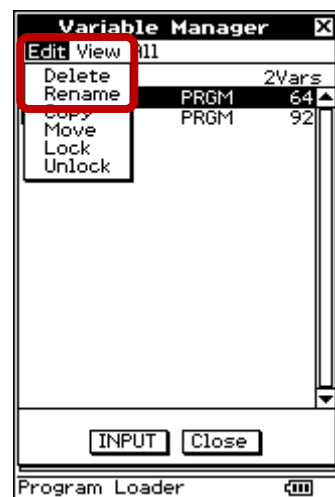 Variable Manager X
Edit View All
Delete 2Vars
Rename PRGM 64
Copy PRGM 92
Move
Lock
Unlock
INPUT Close
Program Loader